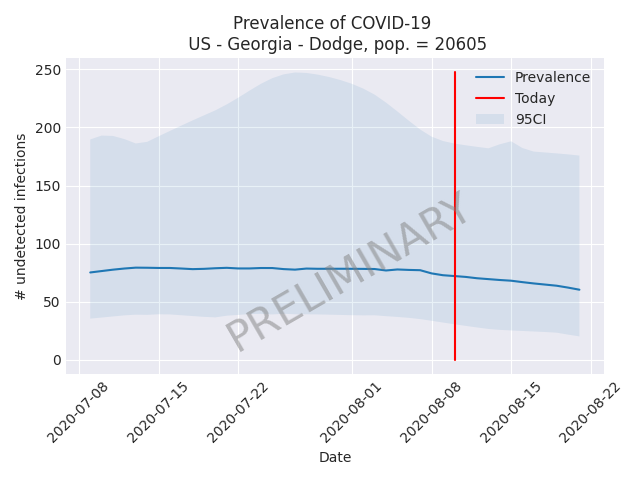 Prevalence of COVID-19
US - Georgia - Dodge, pop. = 20605
250
200
150
100
50
0
# undetected infections
Prevalence
Today
95CI
PRELIMINARY
2020-07-08
2020-07-15
2020-07-22
2020-08-01
2020-08-08
2020-08-15
2020-08-22
Date